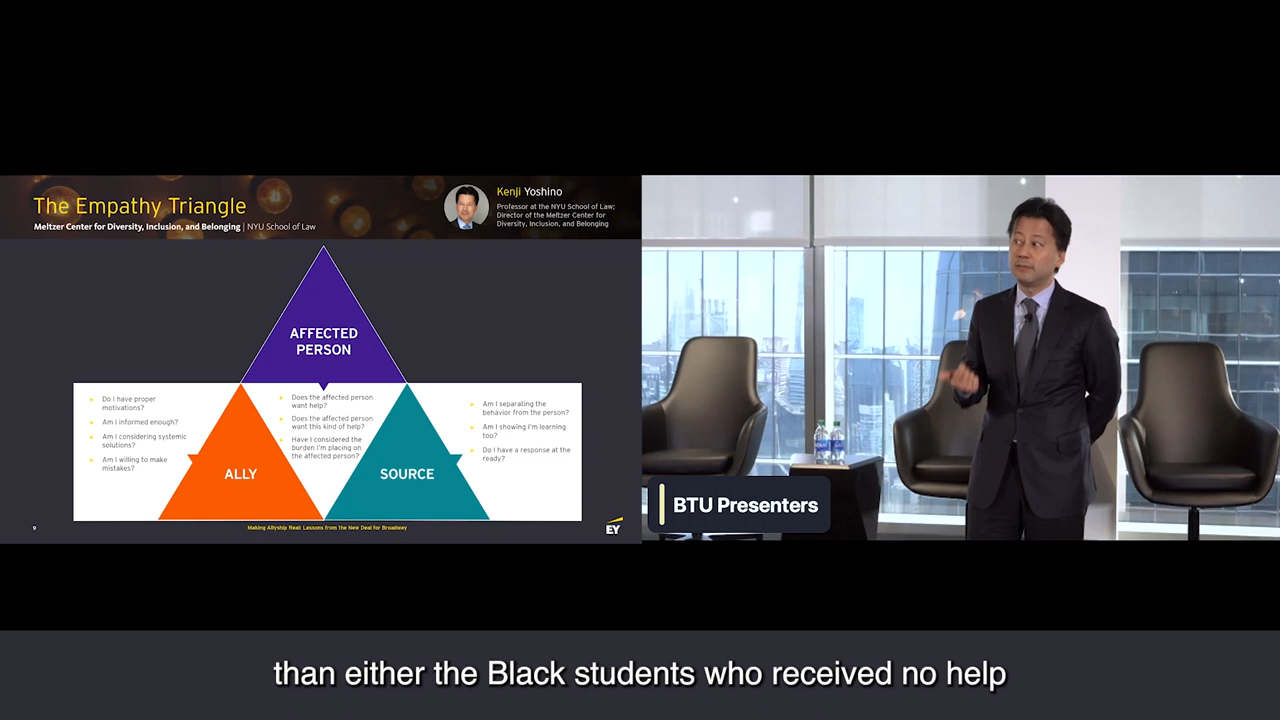 The Empathy Triangle
Meltzer Center for Diversity, Inclusion, and Belonging | NYU School of Law
Kenji Yoshino
Professor at the NYU School of Law;
Director of the Meltzer Center for
Diversity, Inclusion, and Belonging
AFFECTED
PERSON
Do I have proper
motivations?
Am I informed enough?
Am I considering systemic
solutions?
Am I willing to make
mistakes?
ALLY
Does the affected person
want help?
Does the affected person
want this kind of help?
Have I considered the
burden I'm placing on
the affected person?
SOURCE
Am I separating the
behavior from the person?
Am I showing I'm learning
too?
Do I have a response at the
ready?
9
Making Allyship Real: Lessons from the New Deal for Broadway
EY
BTU Presenters
than either the Black students who received no help